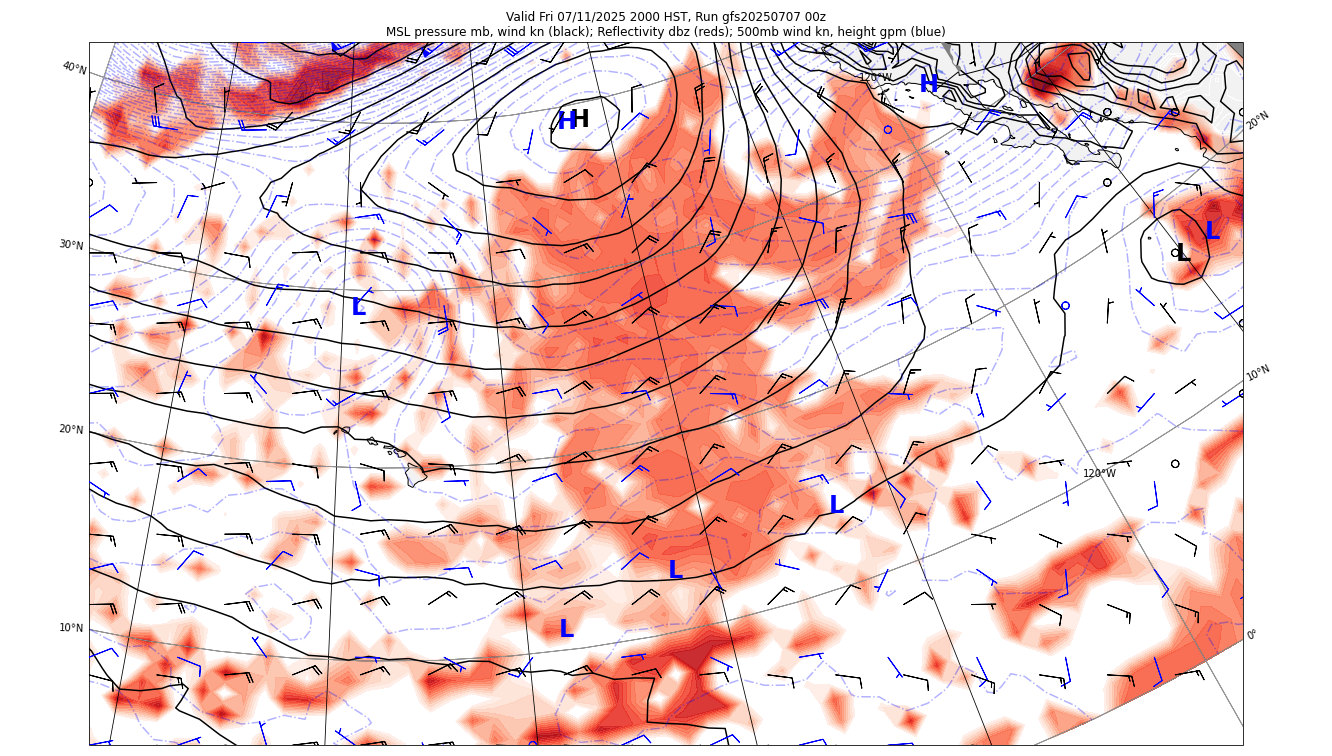 Valid Fri 07/11/2025 2000 HST, Run gfs20250707 00z
MSL pressure mb, wind kn (black); Reflectivity dbz (reds); 500mb wind kn, height gpm (blue)
40°N
120°W
H
20°N
H H
30°N
L
L
L
10°N
20°N
120°W
L
L
10°N
L
0°